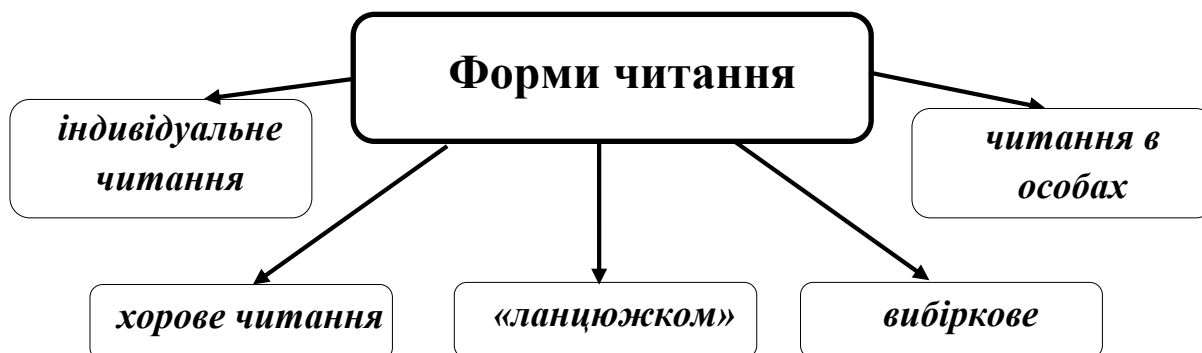 Форми читання
індивідуальне
читання
читання в
особах
хорове читання
«ланцюжком»
вибіркове